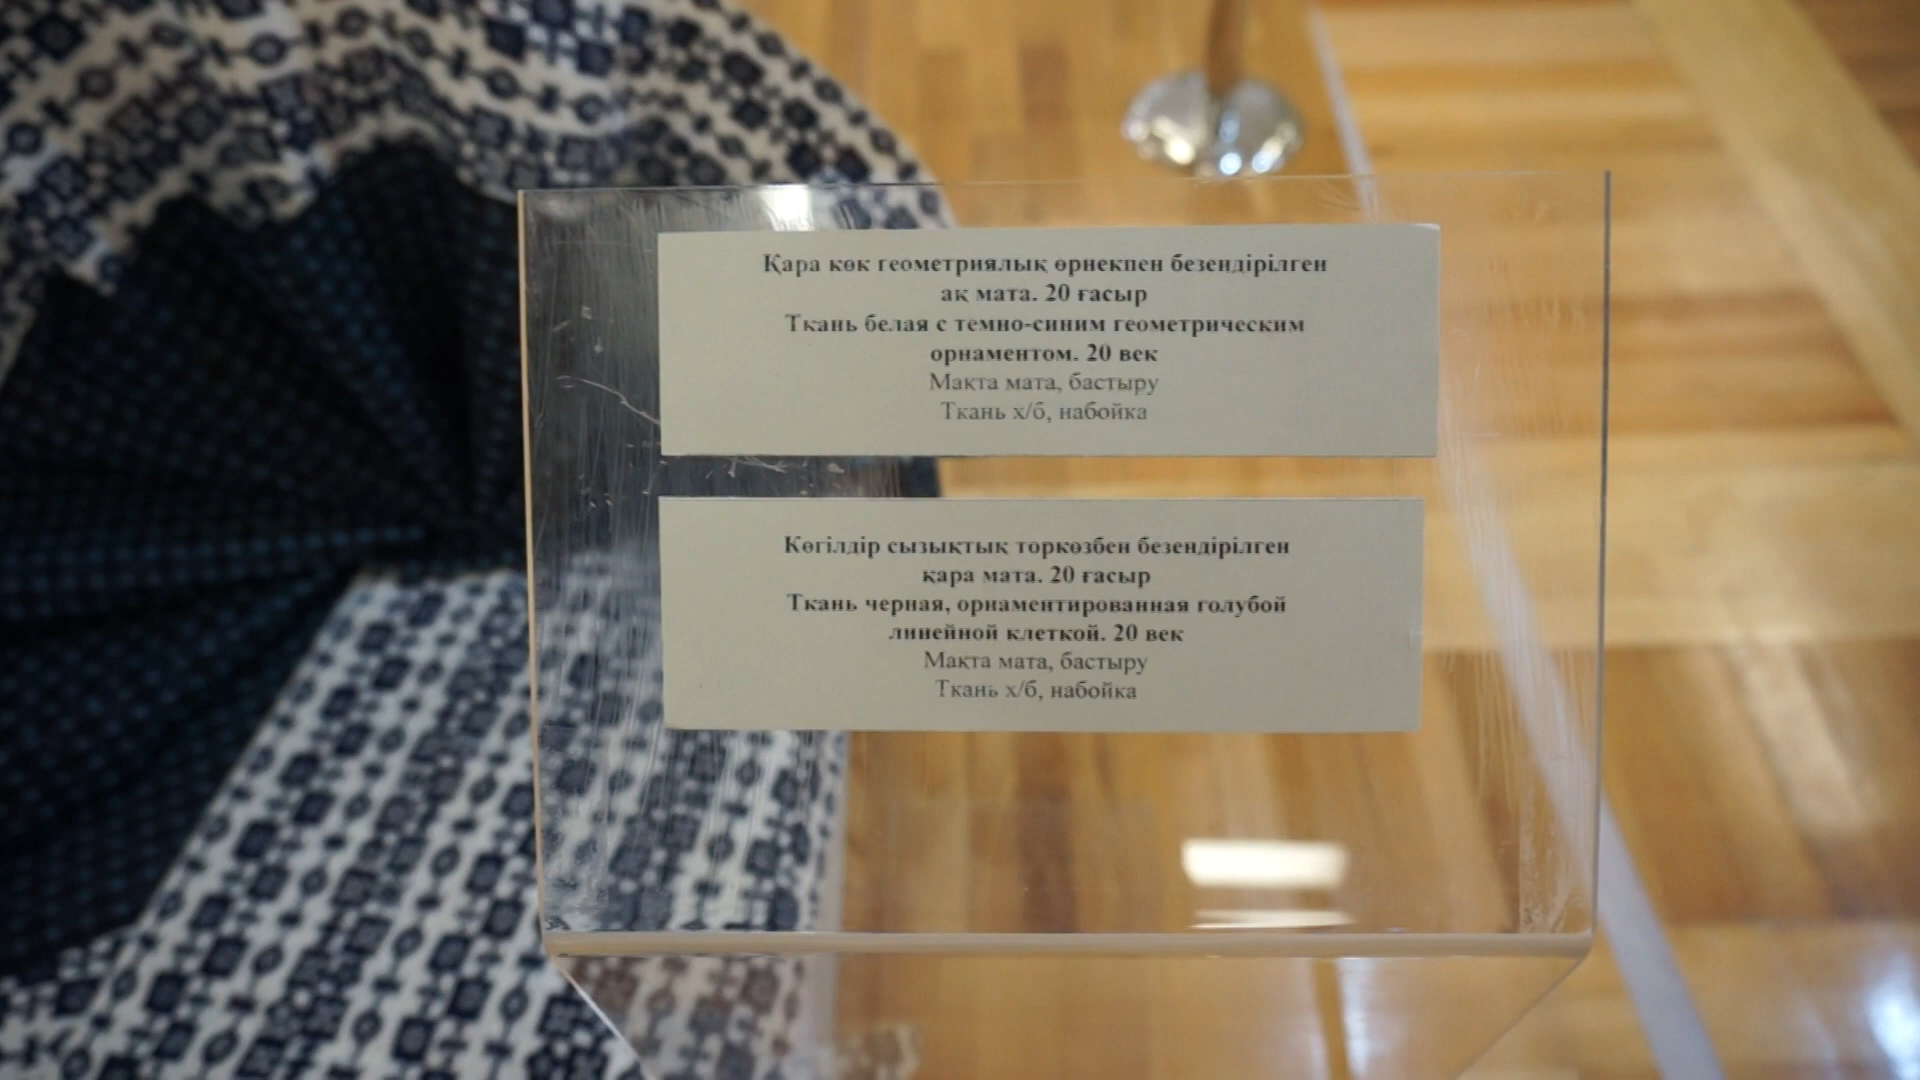 Қара көк геометриялық өрнекпен безендірілген
ақ мата. 20 ғасыр
Ткань белая с темно-синим геометрическим
орнаментом. 20 век
Мақта мата, бастыру
Ткань х/б, набойка
Көгілдір сызықтық торкөзбен безендірілген
қара мата. 20 ғасыр
Ткань черная, орнаментированная голубой
линейной клеткой. 20 век
Мақта мата, бастыру
Ткань х/б, набойка